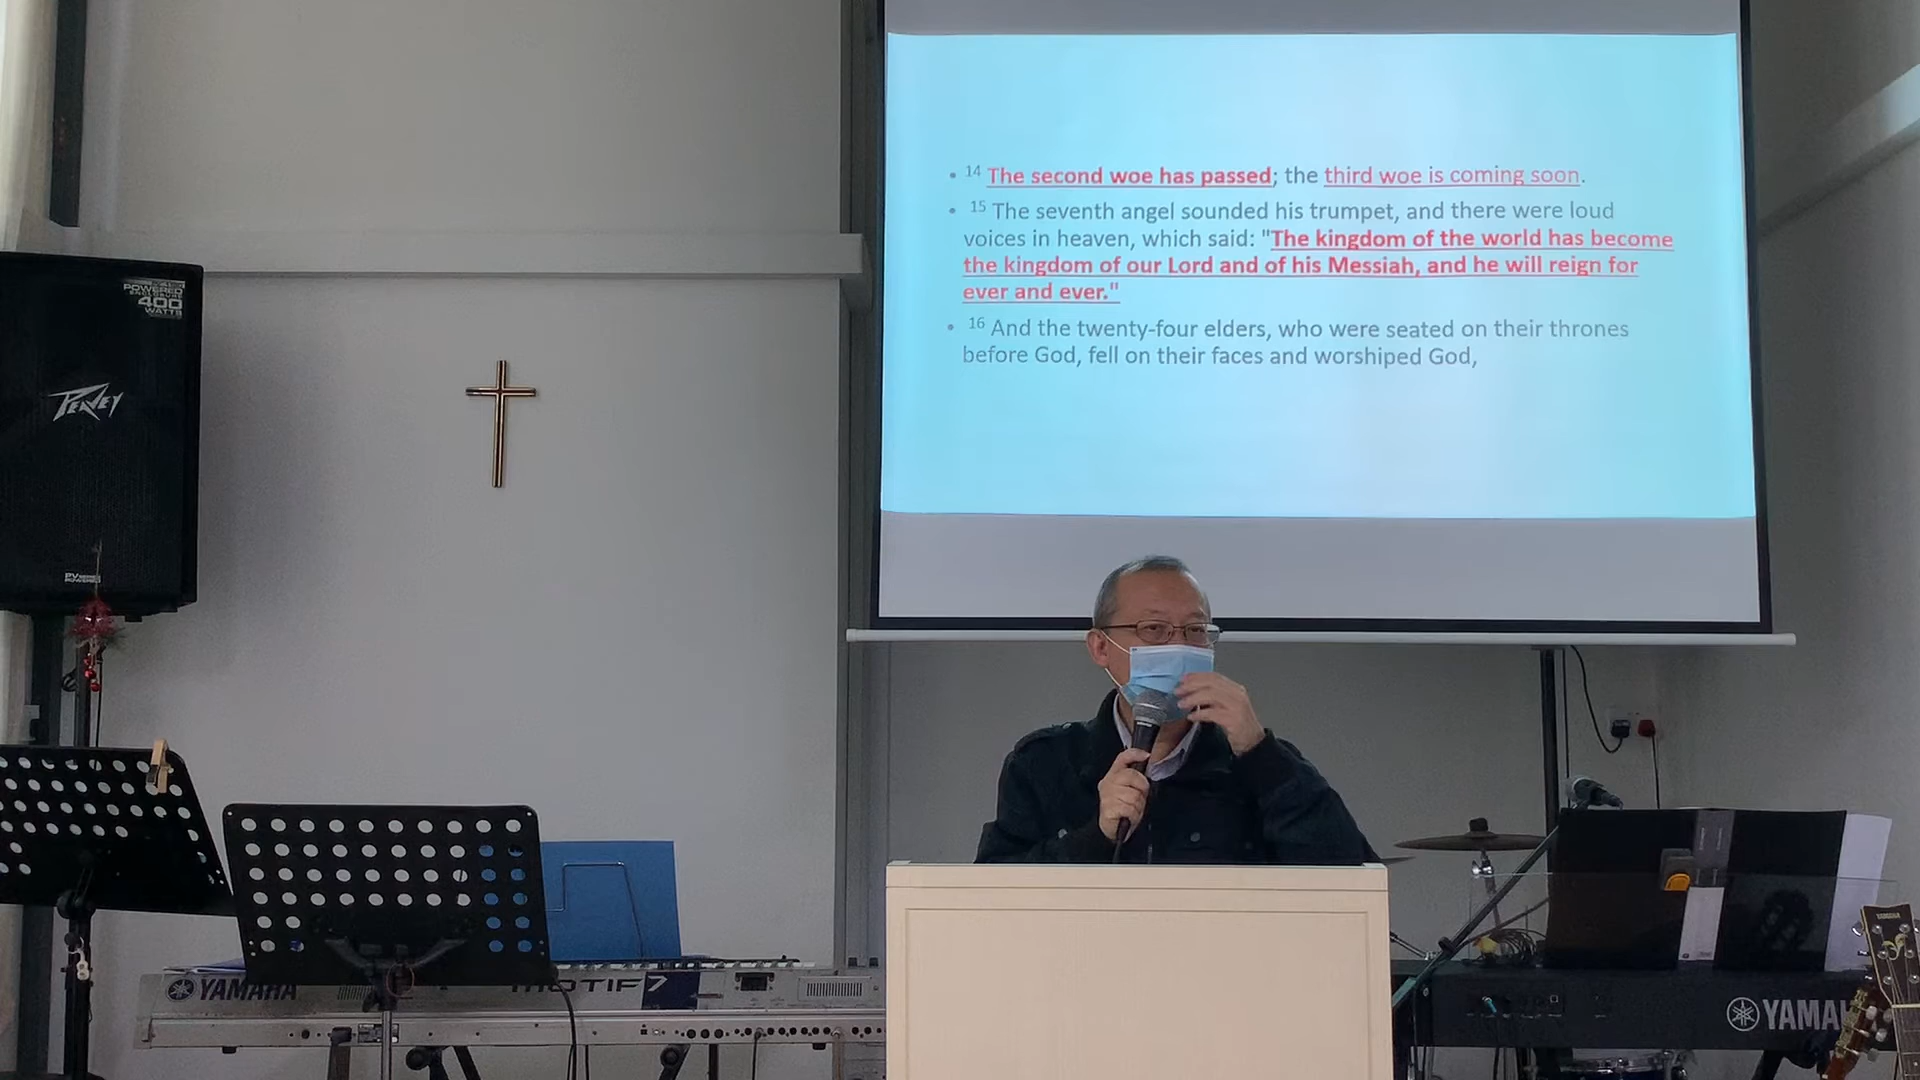 • 14 The second woe has passed; the third woe is coming soon.
• 15 The seventh angel sounded his trumpet, and there were loud
voices in heaven, which said: "The kingdom of the world has become
the kingdom of our Lord and of his Messiah, and he will reign for
ever and ever."
• 16 And the twenty-four elders, who were seated on their thrones
before God, fell on their faces and worshiped God,
POWERED
ENCLOSURE
400
WATTS
PEAVEY
YAMAHA
MOTIF 7
YAMAHA
YAMAHA